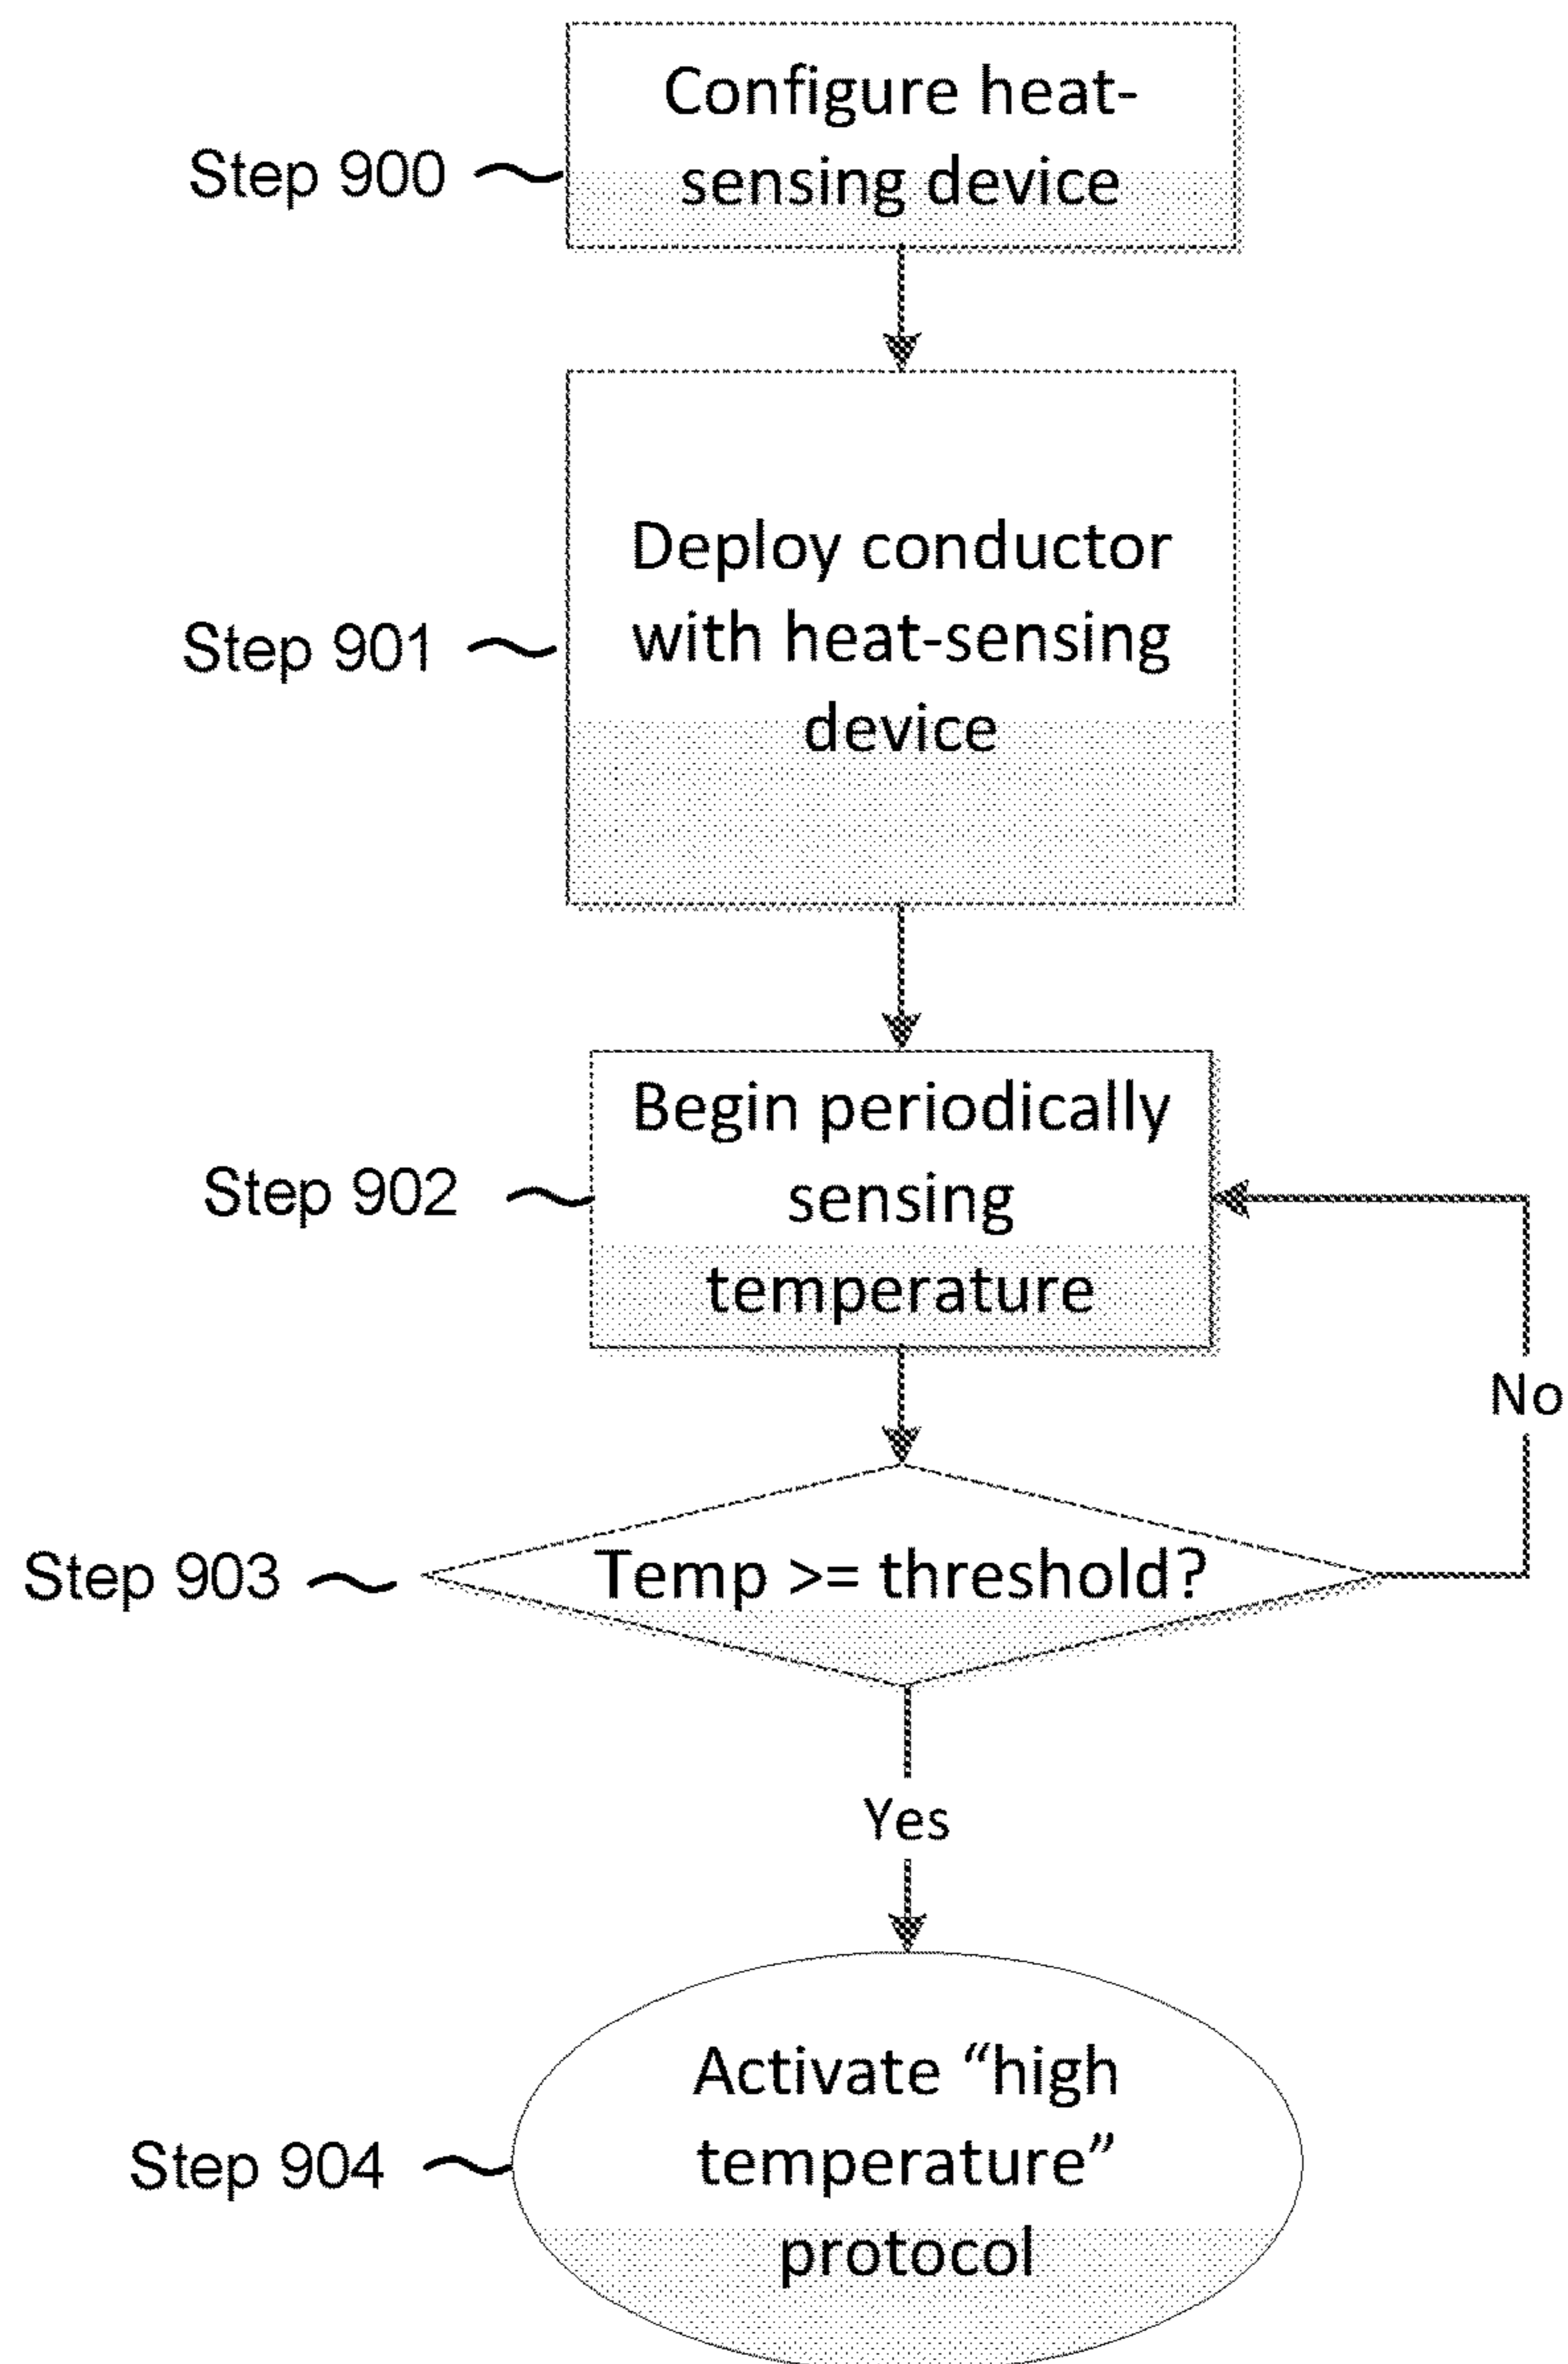 Configure heat-
sensing device
Step 900
Deploy conductor
with heat-sensing
device
Step 901
Begin periodically
sensing
temperature
Step 902
No
Temp >= threshold?
Step 903
Yes
Activate “high
temperature”
protocol
Step 904